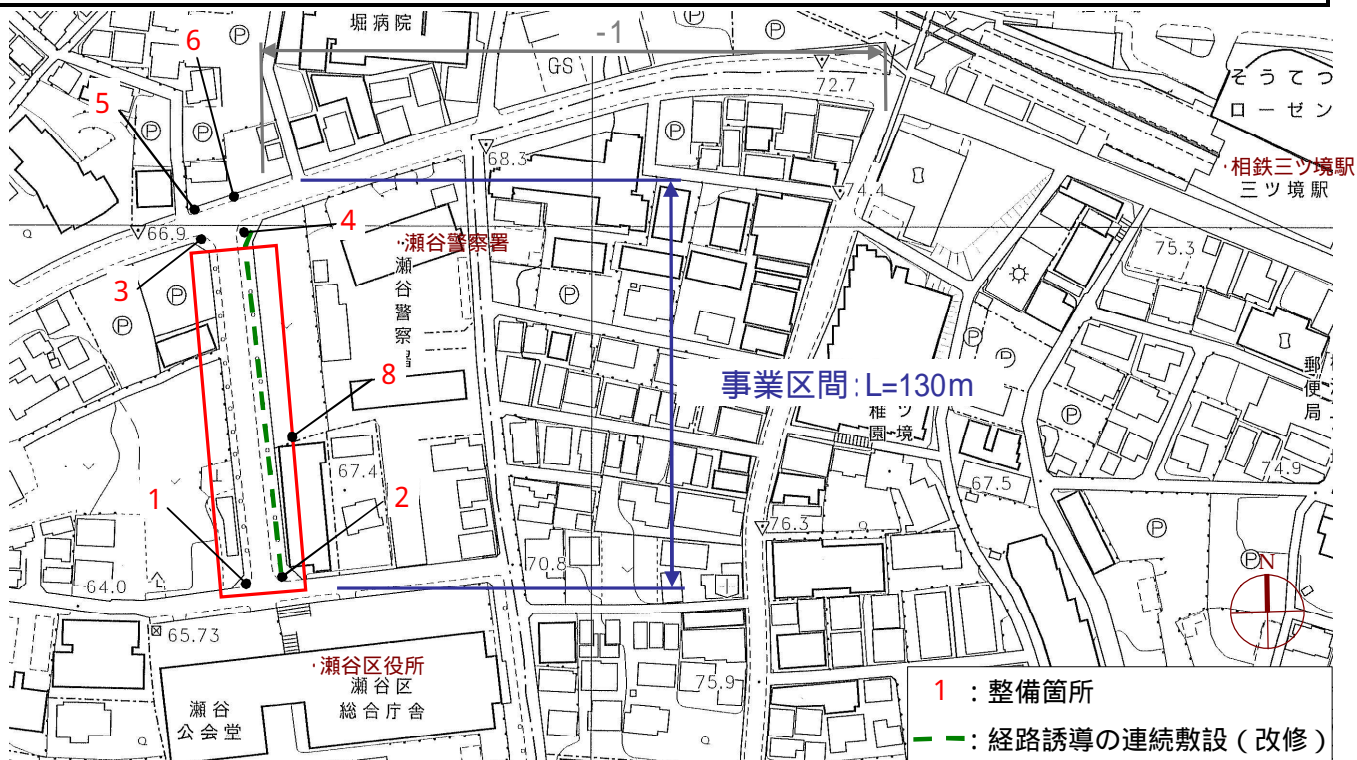 堀病院
Ⓟ
-1
Ⓟ
6
GS
72.7
そうてつ
ローゼン
5
Ⓟ
Ⓟ
68.3
Ⓟ
・相鉄三ツ境駅
三ツ境駅
74.4
4
66.9
・瀬谷警察署
瀬谷警察署
75.3
3
Ⓟ
Ⓟ
Ⓟ
Ⓟ
Ⓟ
8
事業区間:L=130m
郵便局
Ⓟ
稚園
ツ境
67.4
74.9
67.5
1
2
76.3
Ⓟ
70.8
Ⓟ
N
64.0
65.73
・瀬谷区役所
瀬谷区
総合庁舎
瀬谷
公会堂
75.9
1 :整備箇所
:経路誘導の連続敷設(改修)